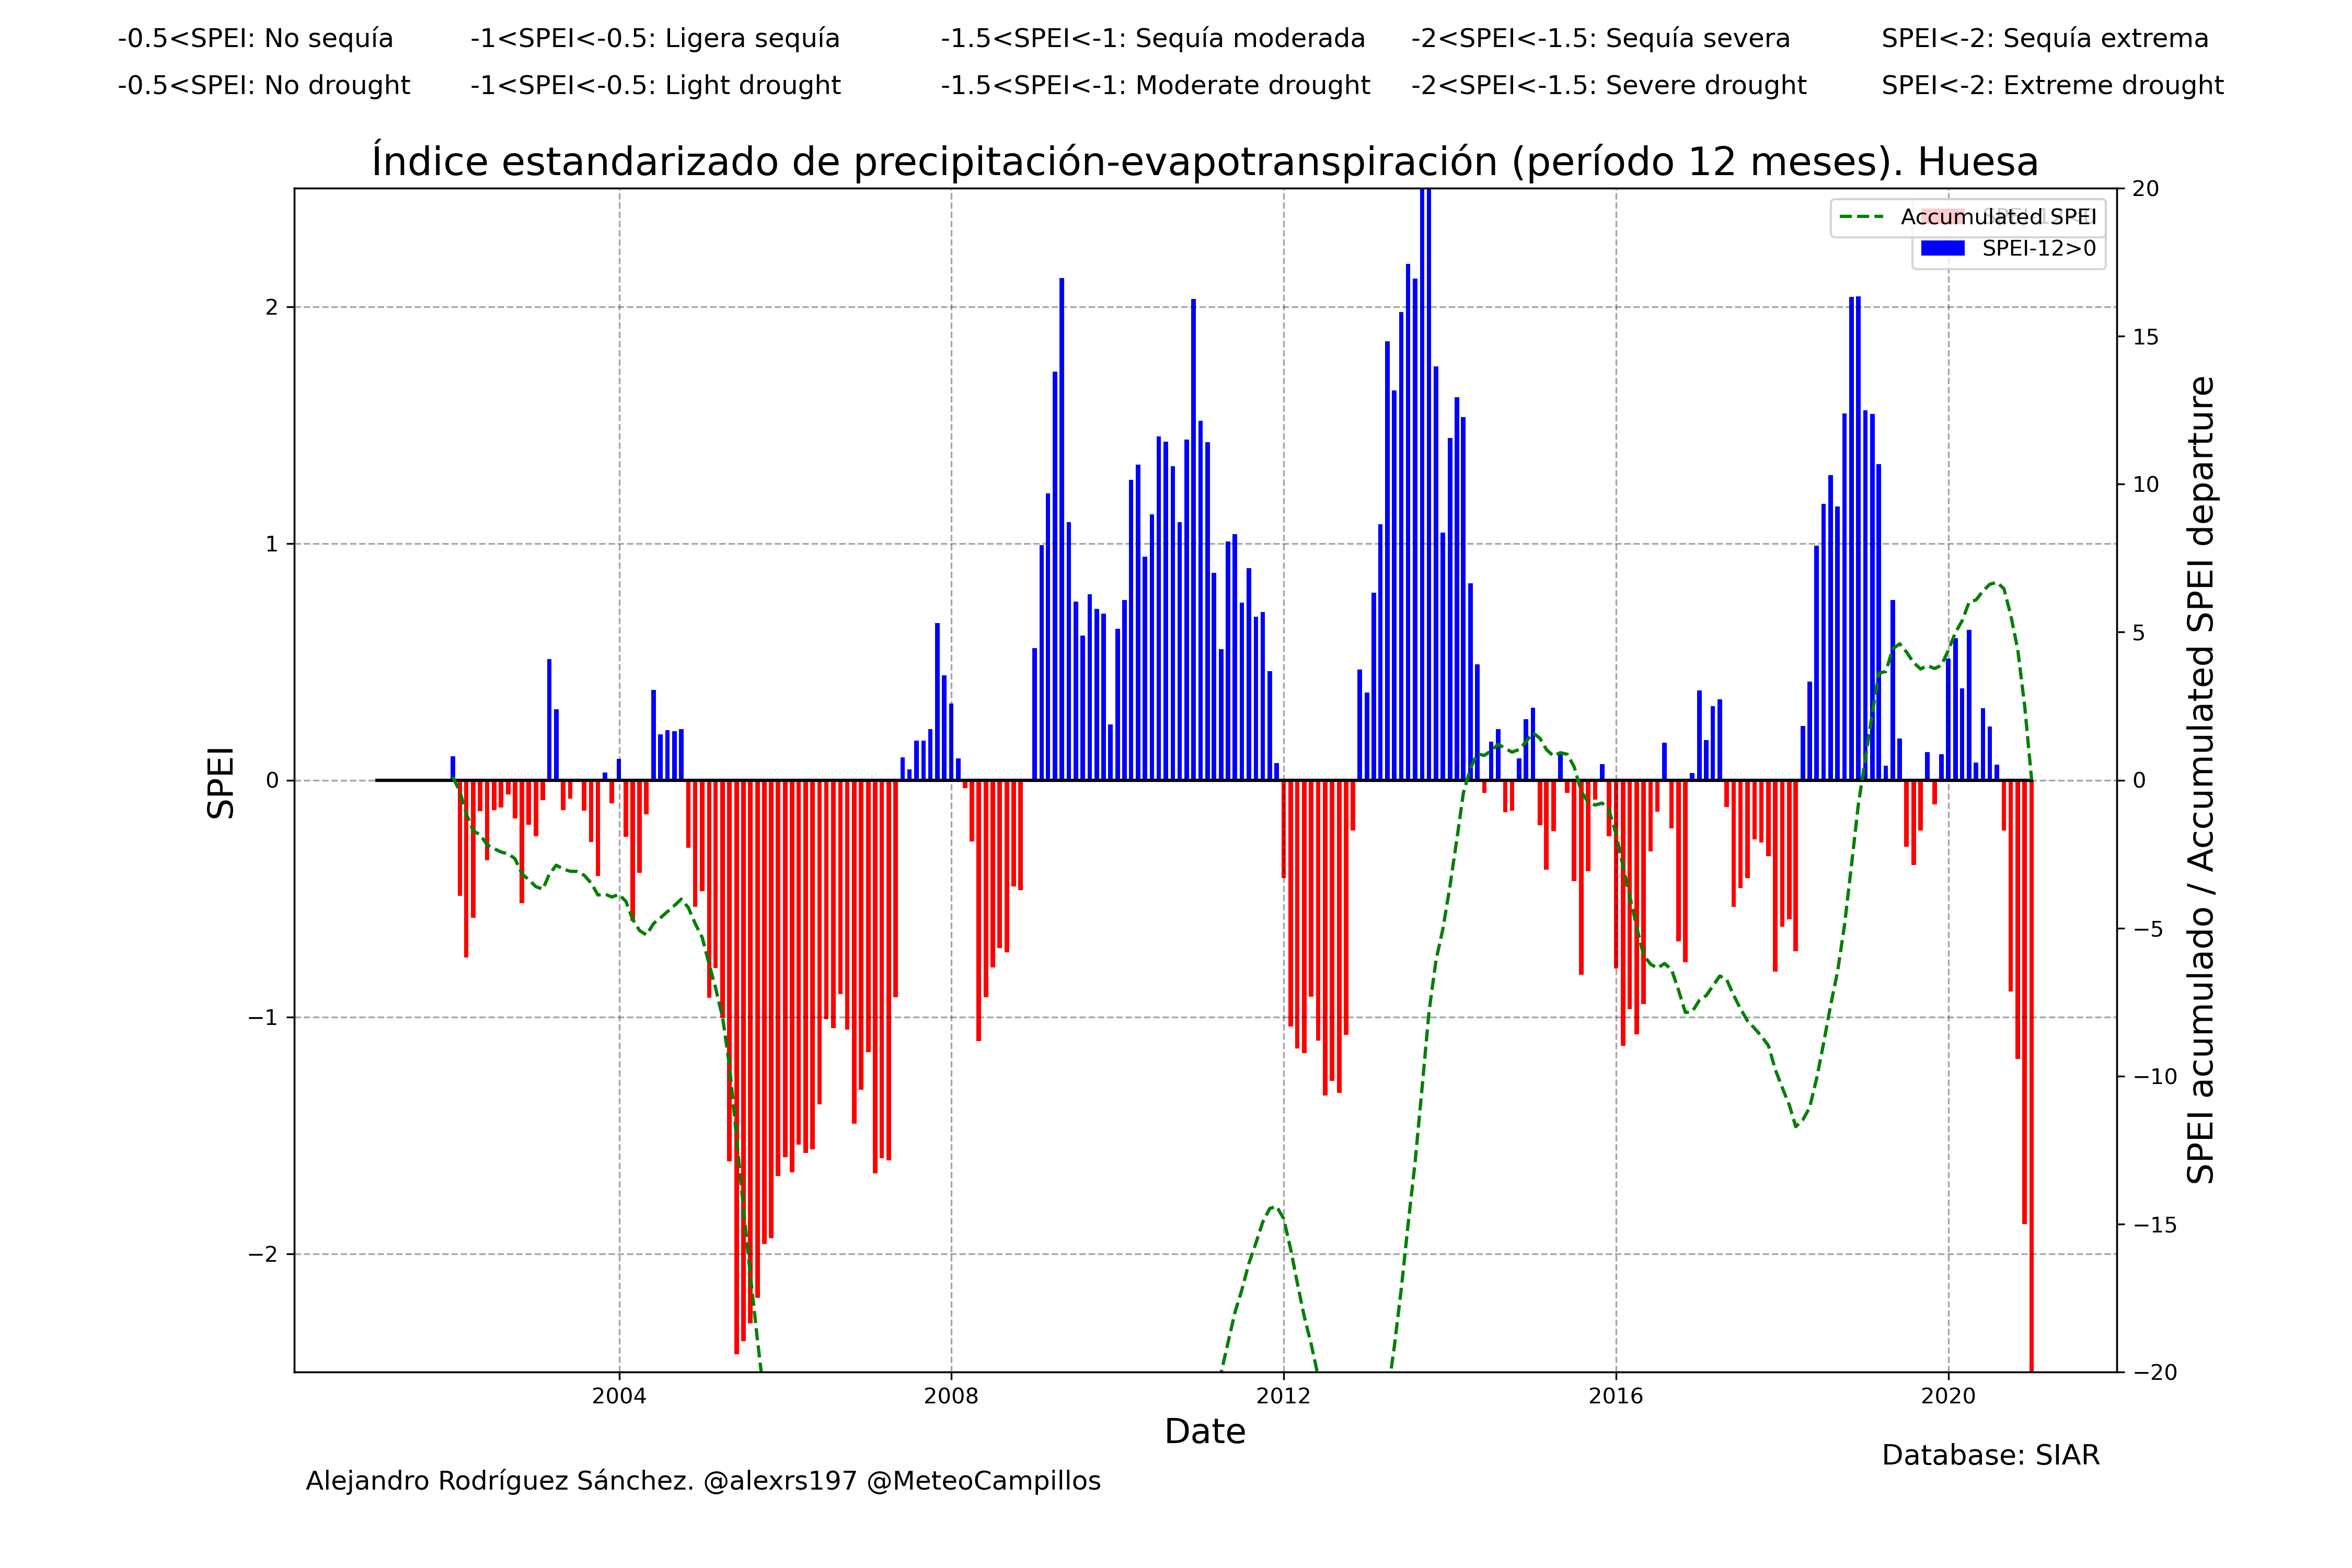 -0.5<SPEI: No sequía -1<SPEI<-0.5: Ligera sequía -1.5<SPEI<-1: Sequía moderada -2<SPEI<-1.5: Sequía severa SPEI<-2: Sequía extrema
-0.5<SPEI: No drought -1<SPEI<-0.5: Light drought -1.5<SPEI<-1: Moderate drought -2<SPEI<-1.5: Severe drought SPEI<-2: Extreme drought
Índice estandarizado de precipitación-evapotranspiración (período 12 meses). Huesa
Accumulated SPEI
SPEI-12>0
SPEI
2
1
0
−1
−2
20
15
10
5
0
−5
−10
−15
−20
SPEI acumulado / Accumulated SPEI departure
2004 2008 2012 2016 2020
Date
Database: SIAR
Alejandro Rodríguez Sánchez. @alexrs197 @MeteoCampillos